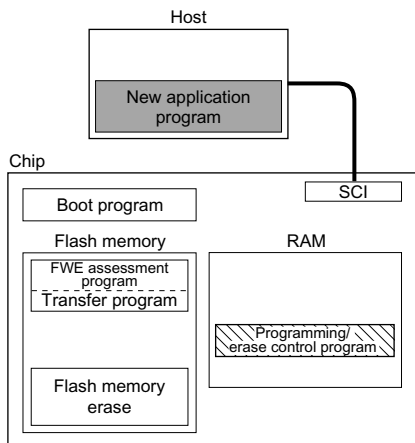 Host
New application
program
Chip
SCI
Boot program
Flash memory
RAM
FWE assessment
program
Transfer program
Programming/
erase control program
Flash memory
erase